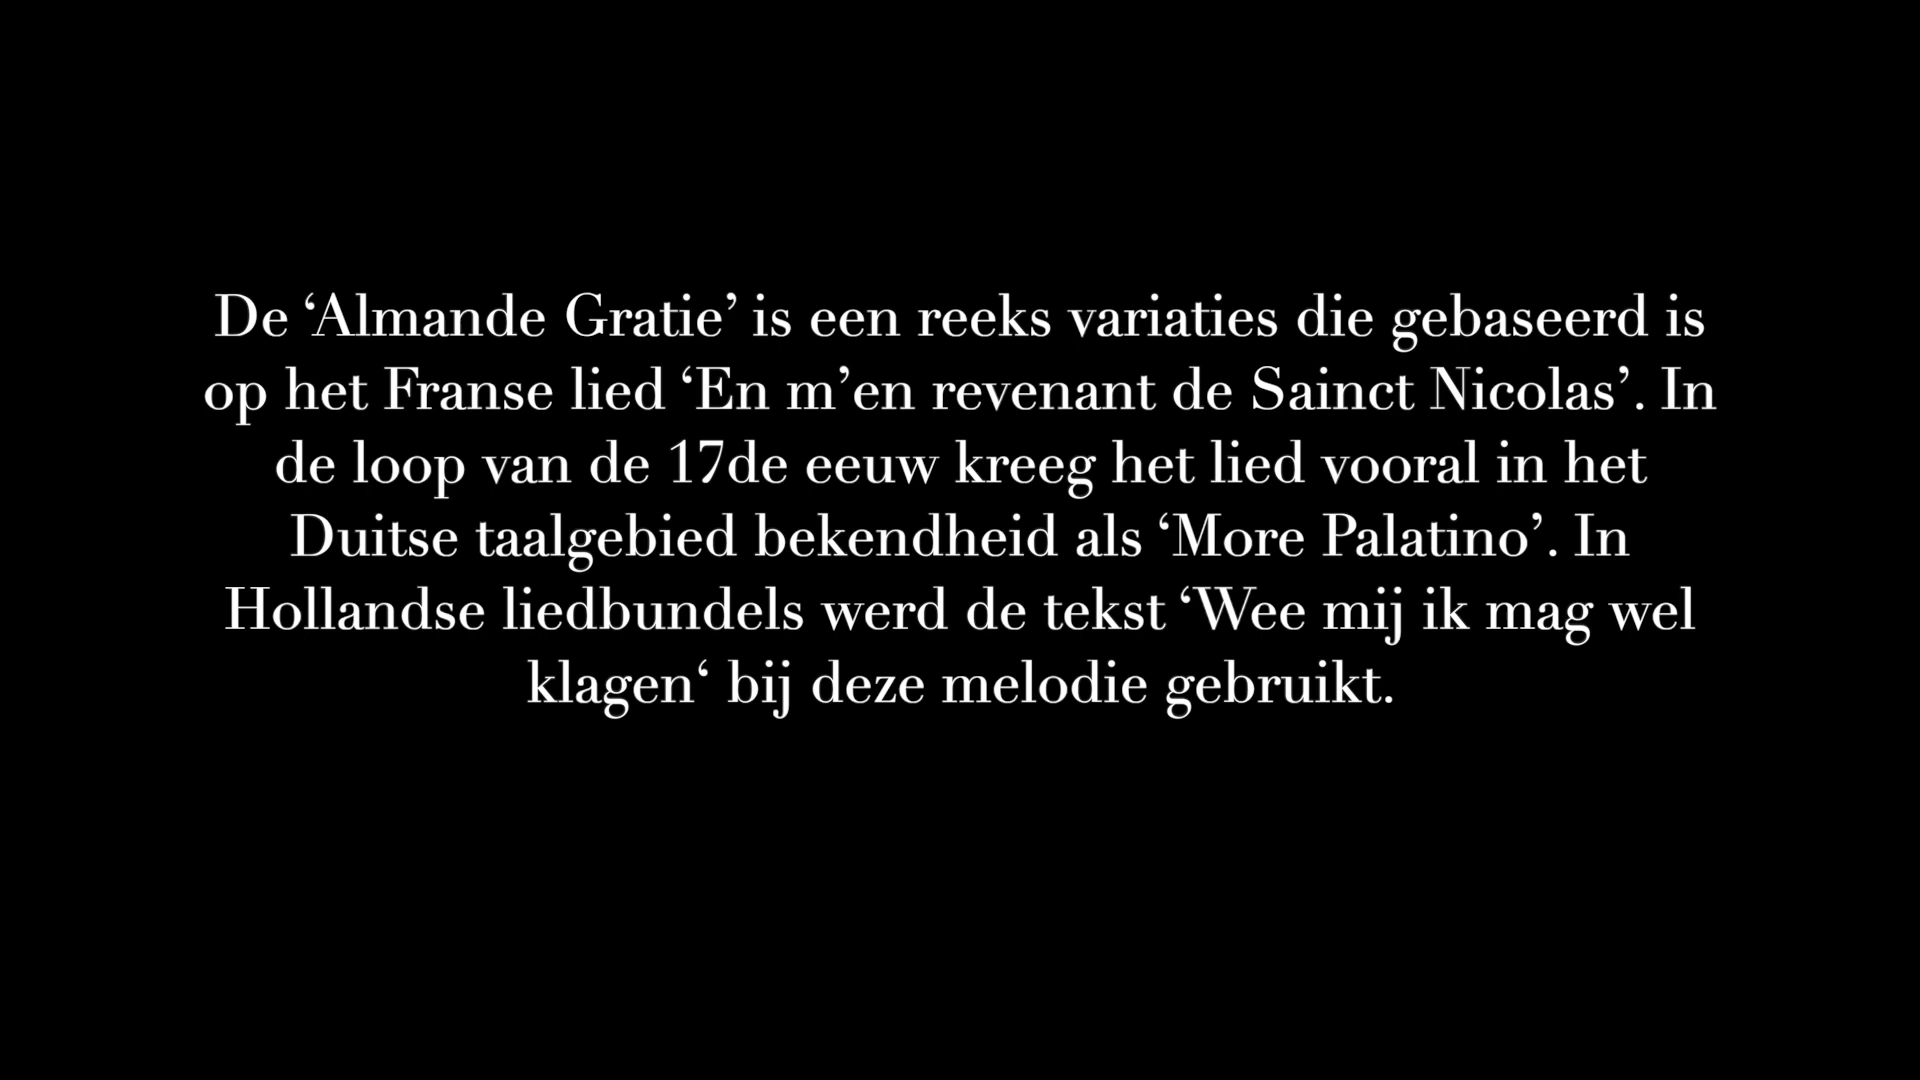 De ‘Almande Gratie’ is een reeks variaties die gebaseerd is
op het Franse lied ‘En m’en revenant de Sainct Nicolas’. In
de loop van de 17de eeuw kreeg het lied vooral in het
Duitse taalgebied bekendheid als ‘More Palatino’. In
Hollandse liedbundels werd de tekst ‘Wee mij ik mag wel
klagen‘ bij deze melodie gebruikt.